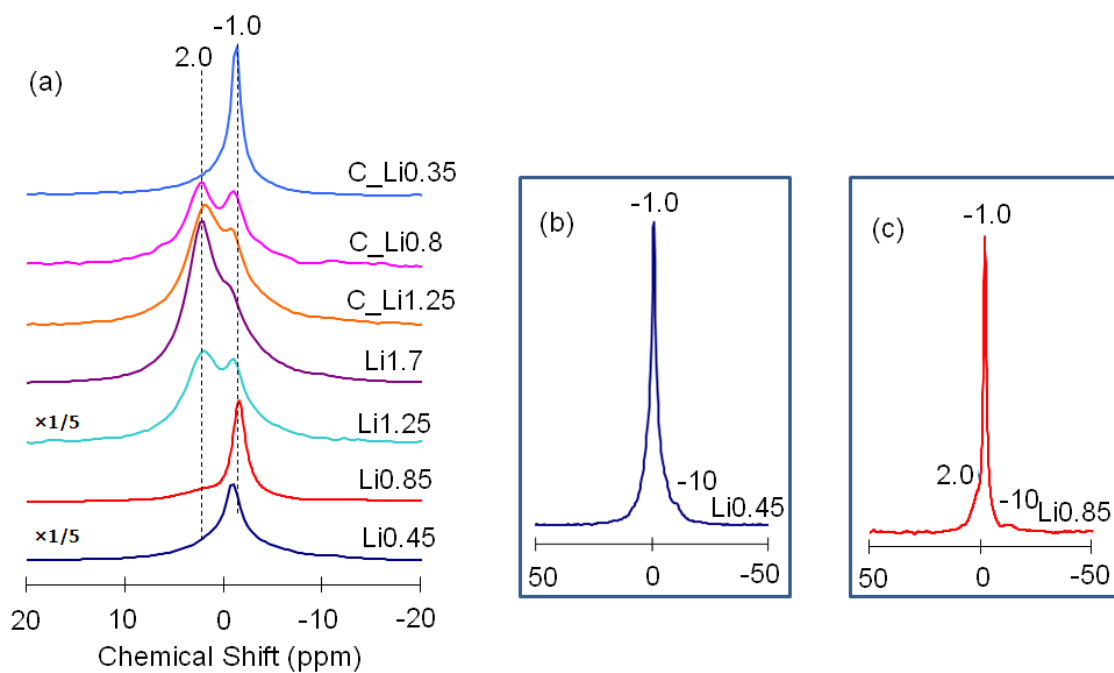 (a)
2.0
-1.0
C_Li0.35
C_Li0.8
C_Li1.25
Li1.7
×1/5
Li1.25
Li0.85
×1/5
Li0.45
20 10 0 -10 -20
Chemical Shift (ppm)
(b)
-1.0
-10
Li0.45
50 0 -50
(c)
-1.0
2.0
-10
Li0.85
50 0 -50